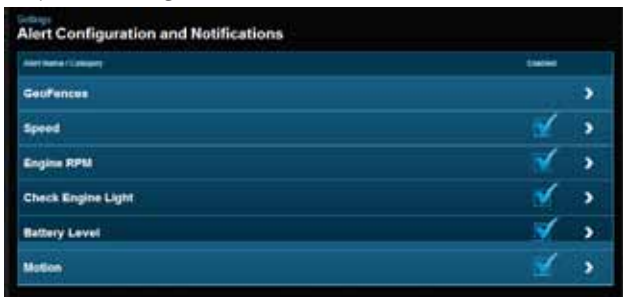 Settings
Alert Configuration and Notifications
Alert Name / Category Enabled
GeoFences
Speed
Engine RPM
Check Engine Light
Battery Level
Motion